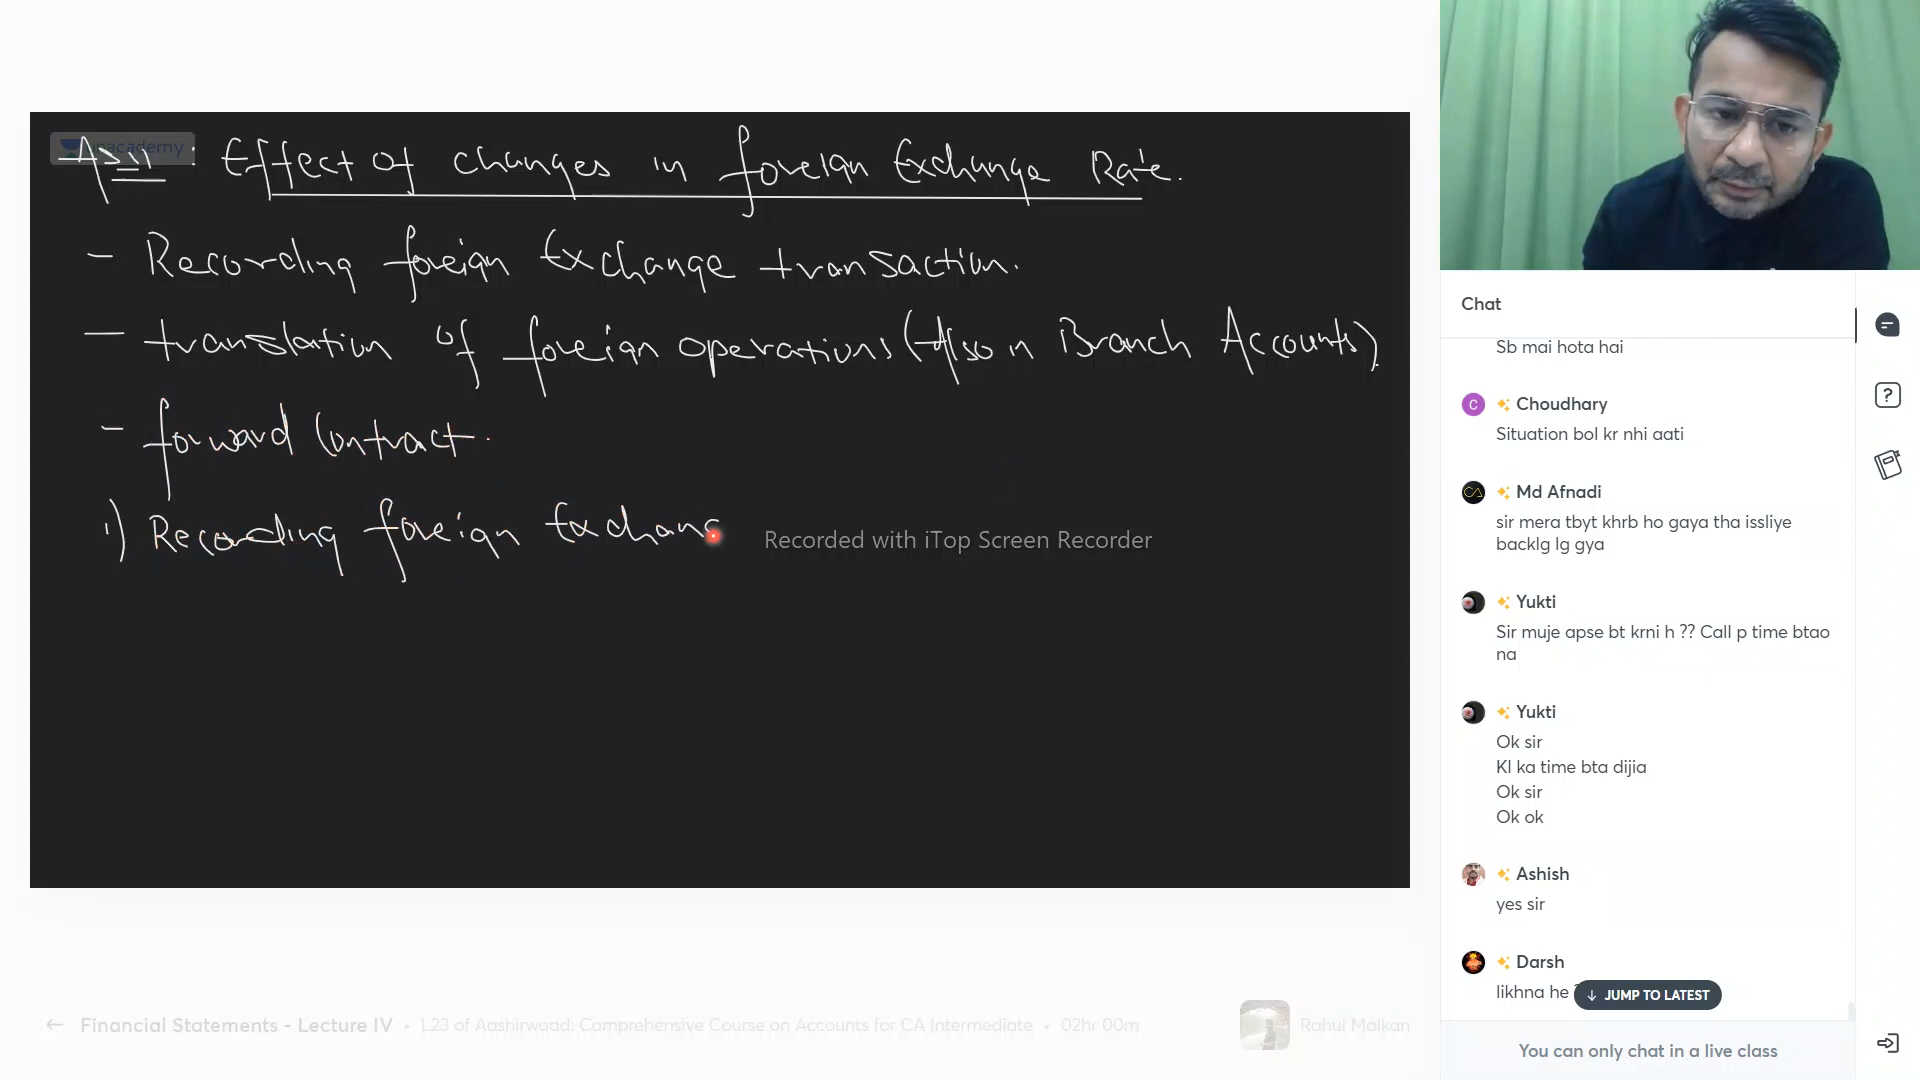 unacademy
AS 11 : Effect of changes in foreign Exchange Rate.
- Recording foreign Exchange transaction.
- translation of foreign operations (Also in Branch Accounts)
- forward Contract.
1) Recording foreign Exchang
Recorded with iTop Screen Recorder
← Financial Statements - Lecture IV • L23 of Aashirwaad: Comprehensive Course on Accounts for CA Intermediate • 02hr 00m
Rahul Malkan
Chat
Sb mai hota hai
C Choudhary
Situation bol kr nhi aati
CA Md Afnadi
sir mera tbyt khrb ho gaya tha issliye
backlg lg gya
Yukti
Sir muje apse bt krni h ?? Call p time btao
na
Yukti
Ok sir
Kl ka time bta dijia
Ok sir
Ok ok
Ashish
yes sir
Darsh
likhna he
↓ JUMP TO LATEST
You can only chat in a live class
?